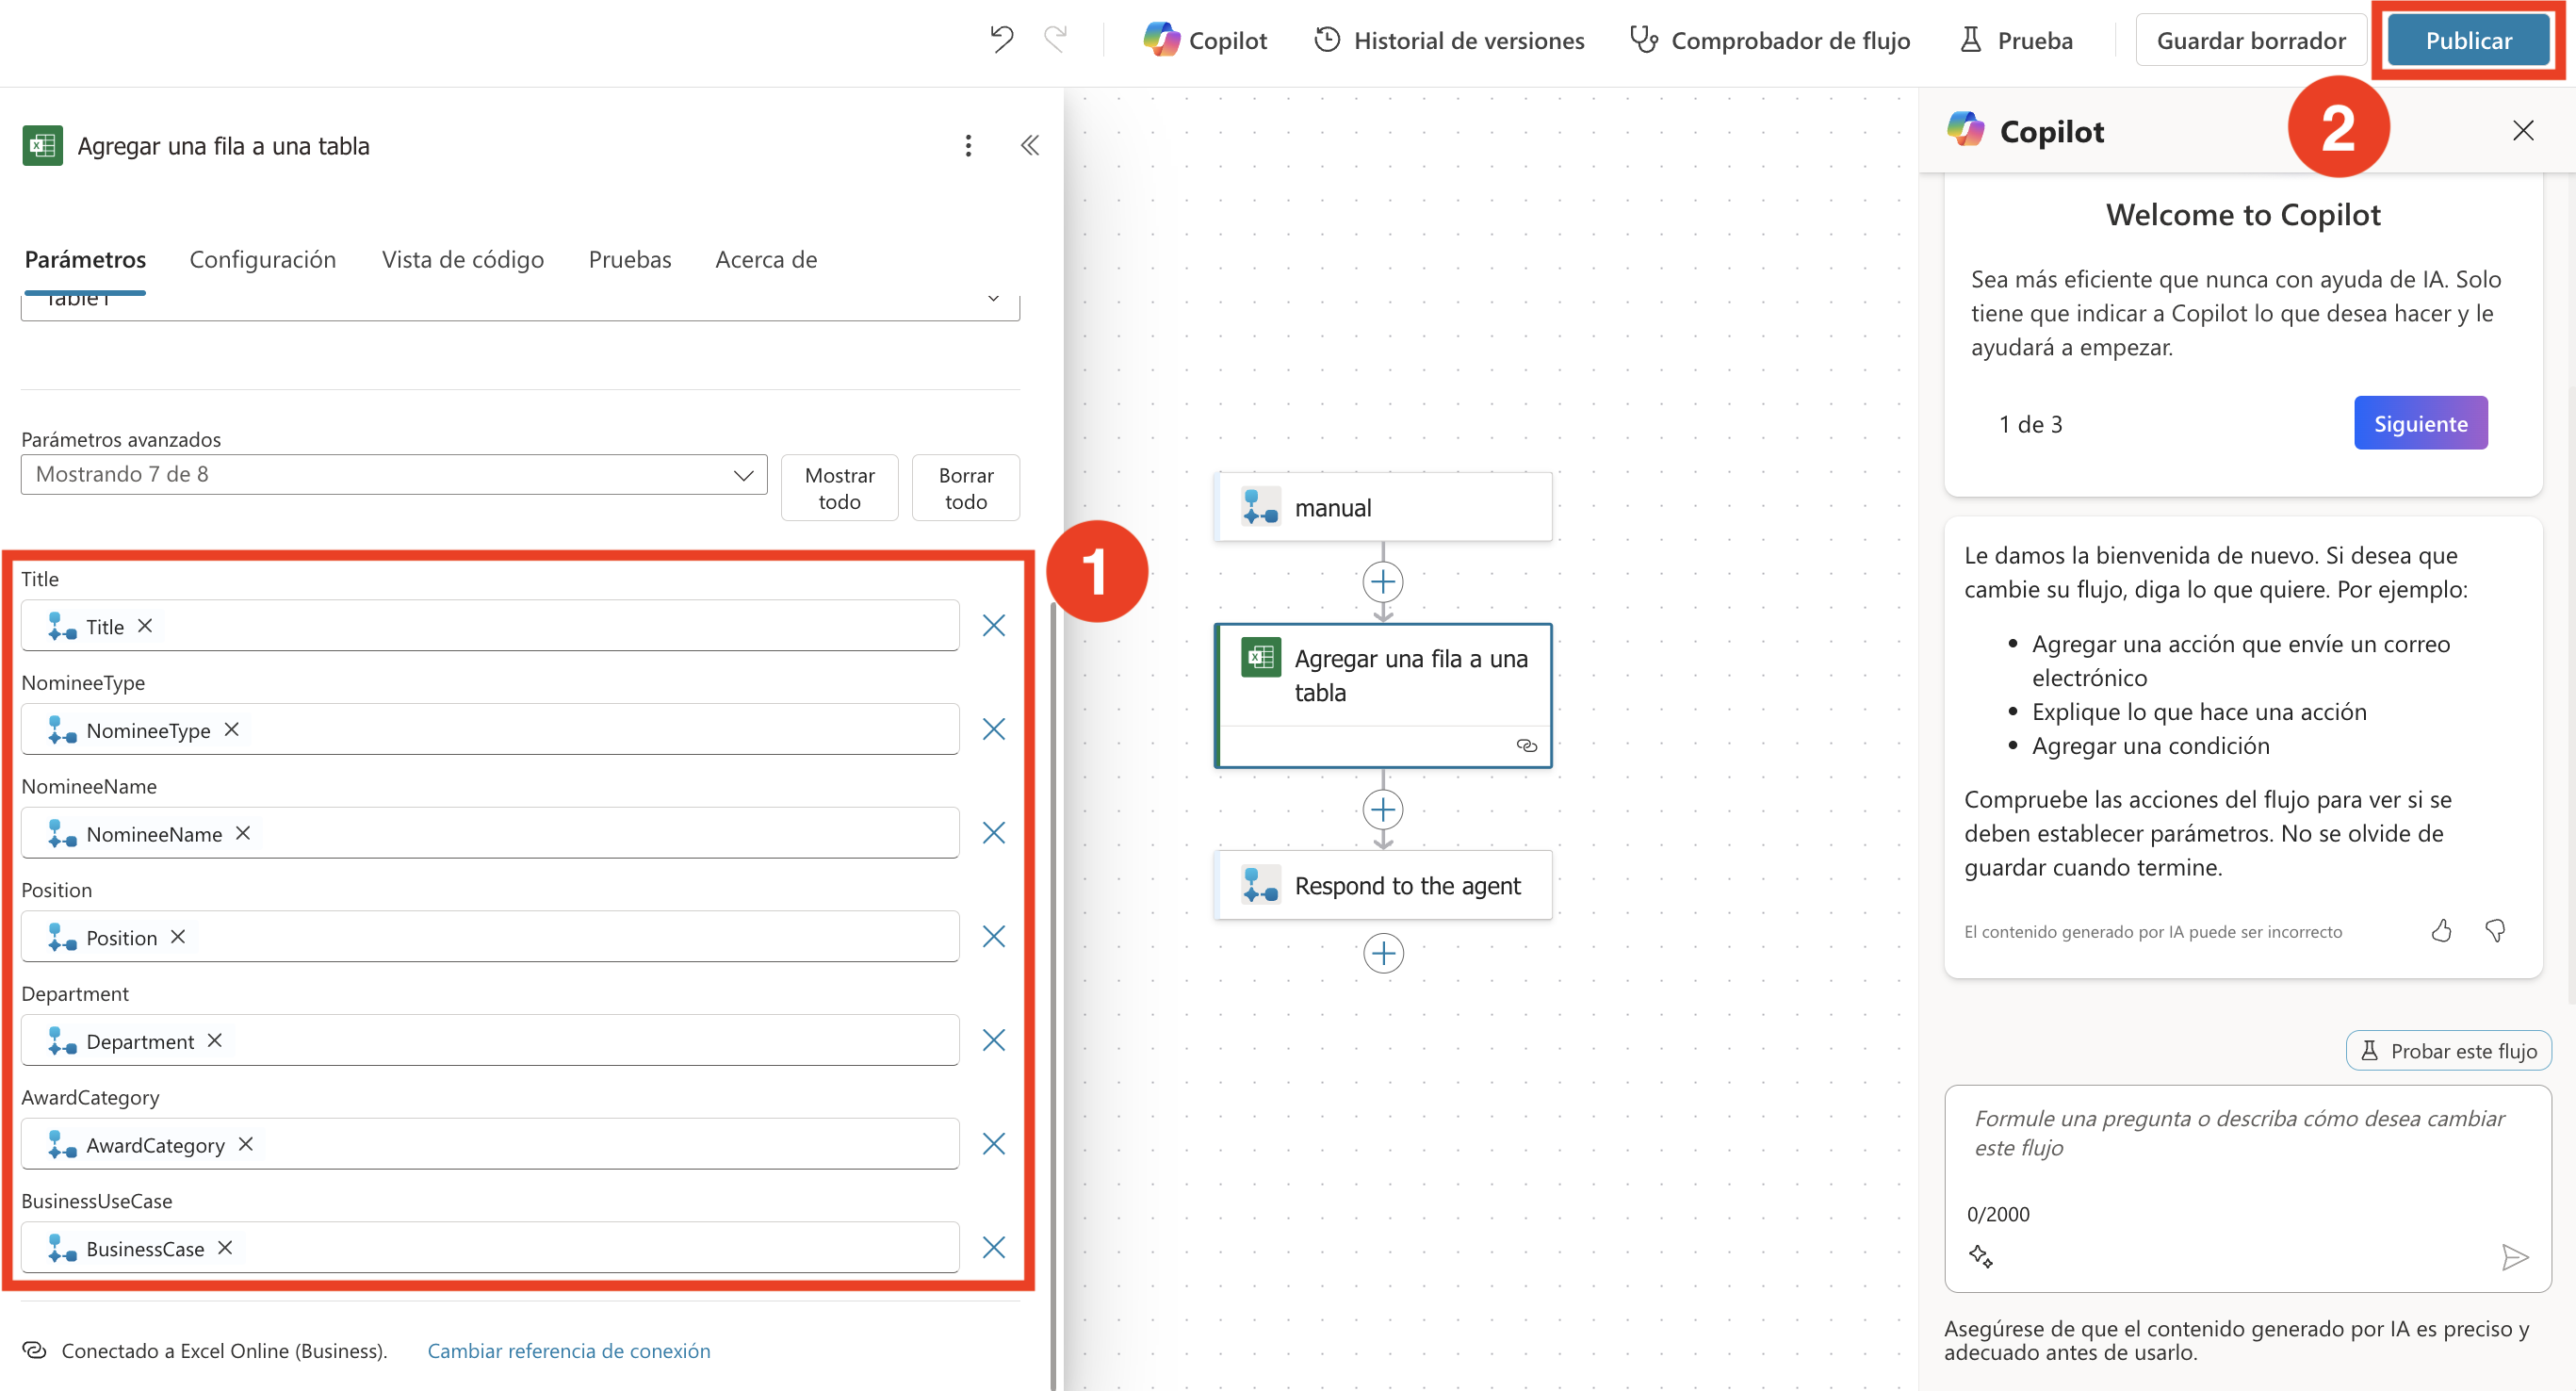 Copilot
Historial de versiones
Comprobador de flujo
Prueba
Guardar borrador
Publicar
2
Agregar una fila a una tabla
Parámetros
Configuración
Vista de código
Pruebas
Acerca de
Table1
Parámetros avanzados
Mostrando 7 de 8
Mostrar
todo
Borrar
todo
1
Title
Title
NomineeType
NomineeType
NomineeName
NomineeName
Position
Position
Department
Department
AwardCategory
AwardCategory
BusinessUseCase
BusinessCase
Conectado a Excel Online (Business).
Cambiar referencia de conexión
manual
Agregar una fila a una
tabla
Respond to the agent
Copilot
Welcome to Copilot
Sea más eficiente que nunca con ayuda de IA. Solo
tiene que indicar a Copilot lo que desea hacer y le
ayudará a empezar.
1 de 3
Siguiente
Le damos la bienvenida de nuevo. Si desea que
cambie su flujo, diga lo que quiere. Por ejemplo:
• Agregar una acción que envíe un correo
electrónico
• Explique lo que hace una acción
• Agregar una condición
Compruebe las acciones del flujo para ver si se
deben establecer parámetros. No se olvide de
guardar cuando termine.
El contenido generado por IA puede ser incorrecto
Probar este flujo
Formule una pregunta o describa cómo desea cambiar
este flujo
0/2000
Asegúrese de que el contenido generado por IA es preciso y
adecuado antes de usarlo.